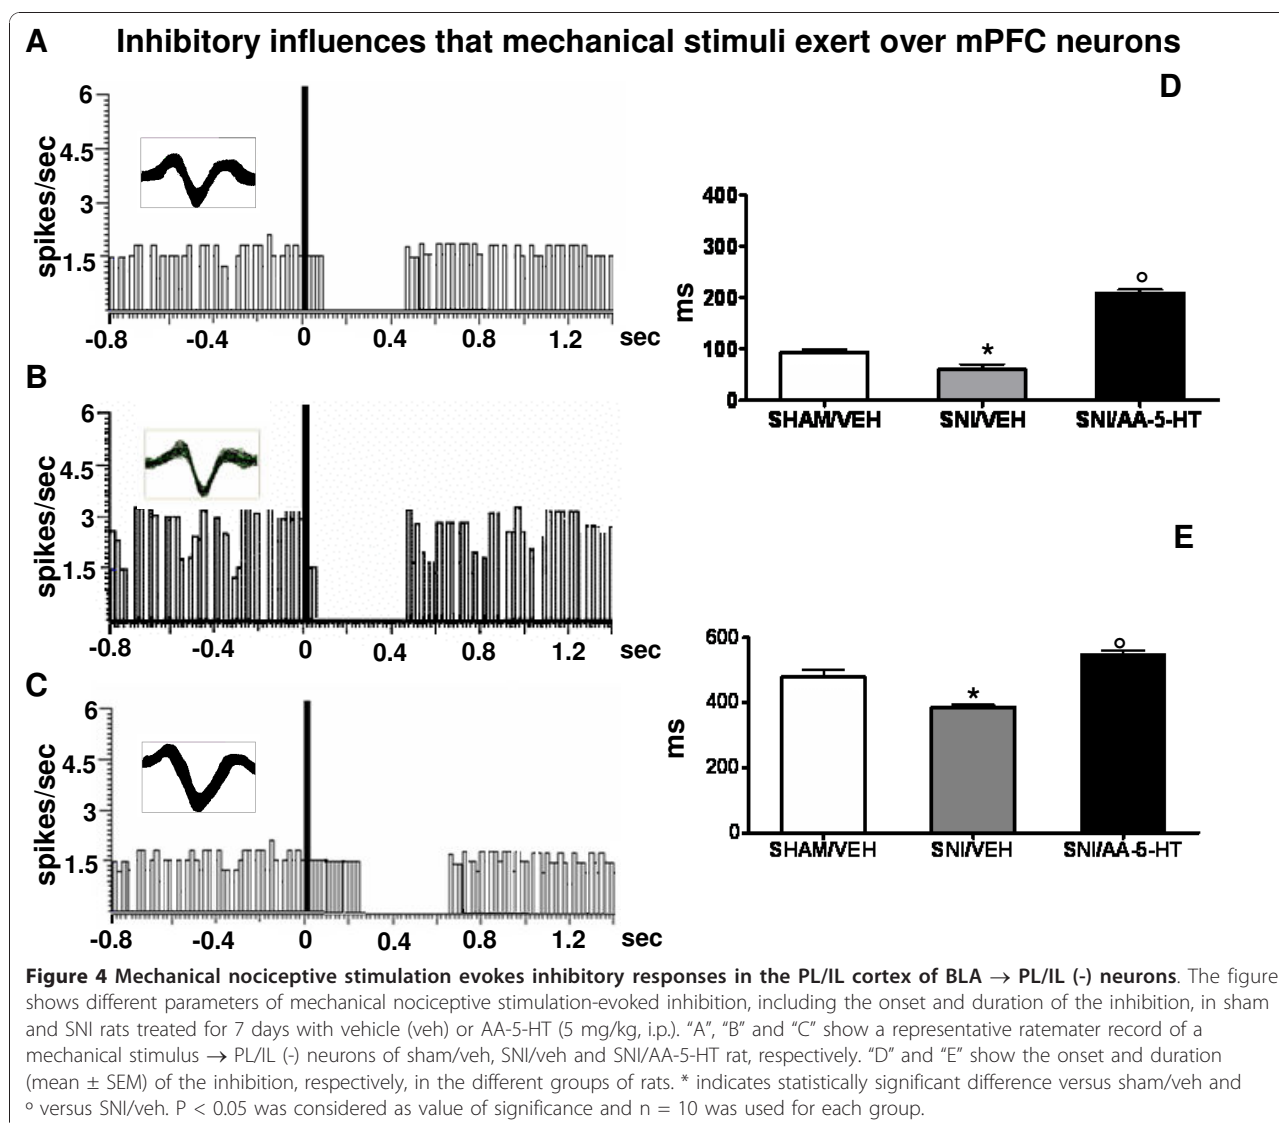 A Inhibitory influences that mechanical stimuli exert over mPFC neurons
D
6
4.5
3
1.5
spikes/sec
-0.8 -0.4 0 0.4 0.8 1.2 sec
B
6
4.5
3
1.5
spikes/sec
-0.8 -0.4 0 0.4 0.8 1.2 sec
C
6
4.5
3
1.5
spikes/sec
-0.8 -0.4 0 0.4 0.8 1.2 sec
400
300
200
100
0
ms
*
°
SHAM/VEH SNI/VEH SNI/AA-5-HT
E
600
400
200
0
ms
*
°
SHAM/VEH SNI/VEH SNI/AA-5-HT
Figure 4 Mechanical nociceptive stimulation evokes inhibitory responses in the PL/IL cortex of BLA → PL/IL (-) neurons. The figure
shows different parameters of mechanical nociceptive stimulation-evoked inhibition, including the onset and duration of the inhibition, in sham
and SNI rats treated for 7 days with vehicle (veh) or AA-5-HT (5 mg/kg, i.p.). “A”, “B” and “C” show a representative ratemater record of a
mechanical stimulus → PL/IL (-) neurons of sham/veh, SNI/veh and SNI/AA-5-HT rat, respectively. “D” and “E” show the onset and duration
(mean ± SEM) of the inhibition, respectively, in the different groups of rats. * indicates statistically significant difference versus sham/veh and
° versus SNI/veh. P < 0.05 was considered as value of significance and n = 10 was used for each group.